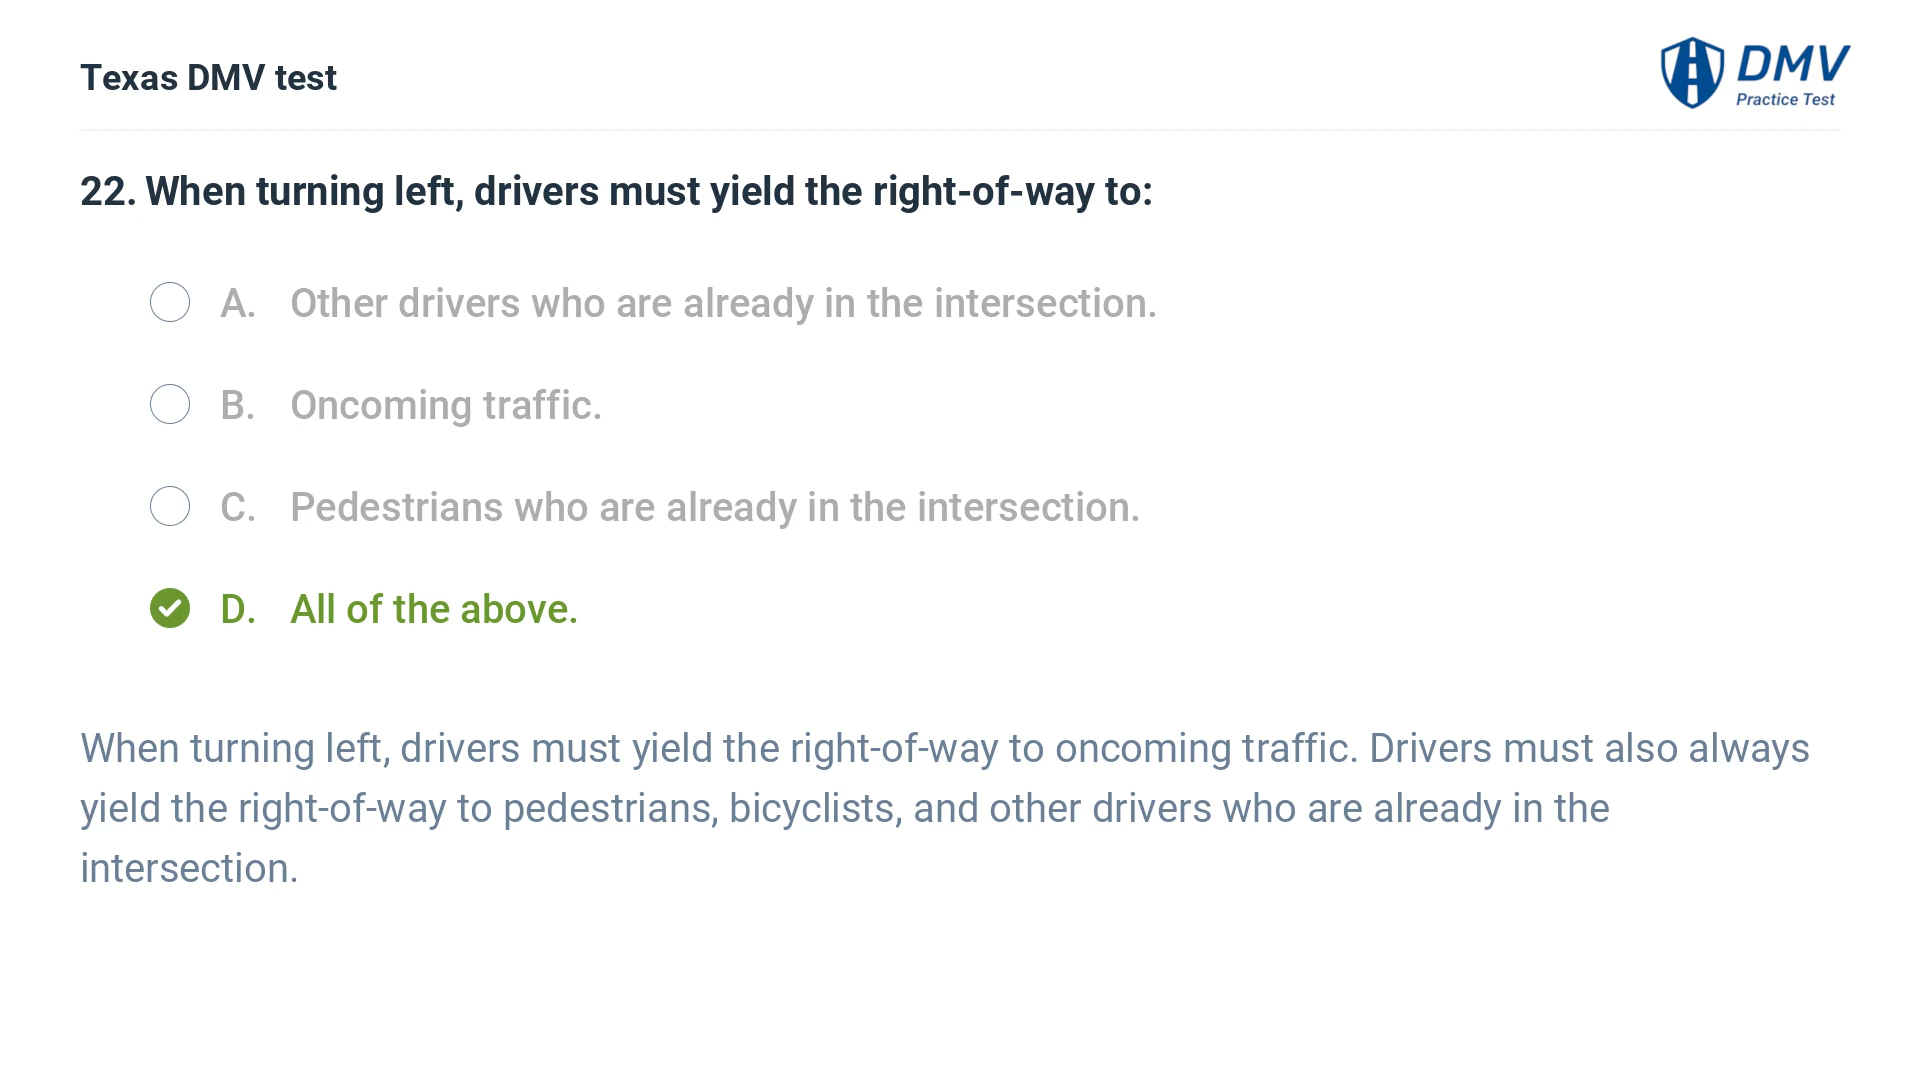 Texas DMV test
DMV
Practice Test
22. When turning left, drivers must yield the right-of-way to:
A. Other drivers who are already in the intersection.
B. Oncoming traffic.
C. Pedestrians who are already in the intersection.
D. All of the above.
When turning left, drivers must yield the right-of-way to oncoming traffic. Drivers must also always
yield the right-of-way to pedestrians, bicyclists, and other drivers who are already in the
intersection.